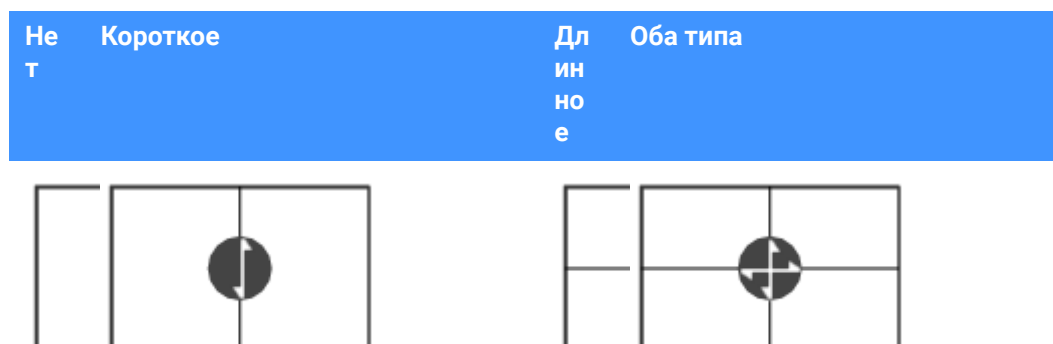 Не
т
Короткое
Дл
ин
но
е
Оба типа